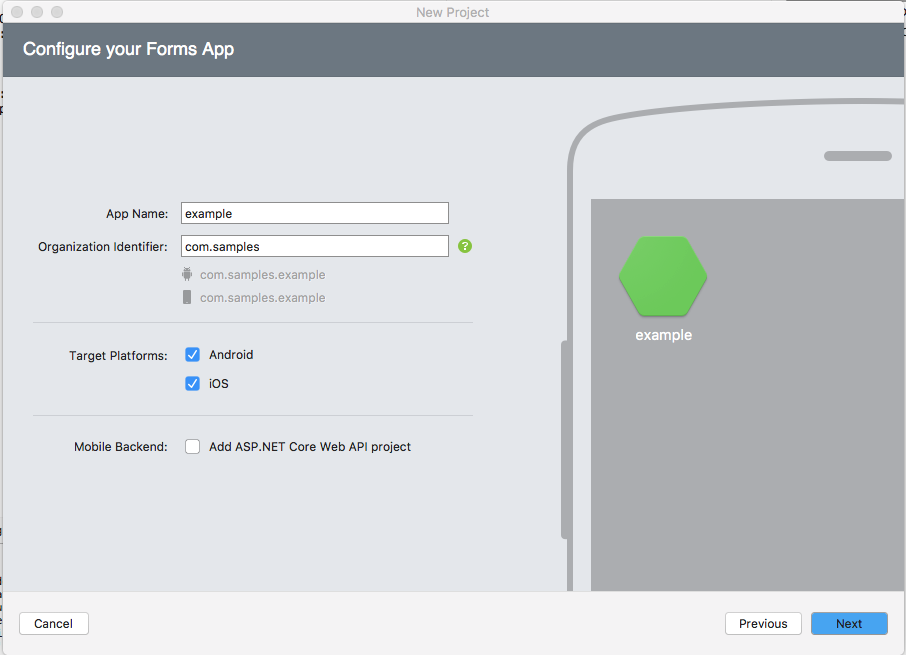 New Project
Configure your Forms App
App Name: example
Organization Identifier: com.samples ?
com.samples.example
com.samples.example
Target Platforms: Android
iOS
Mobile Backend: Add ASP.NET Core Web API project
example
Cancel Previous Next